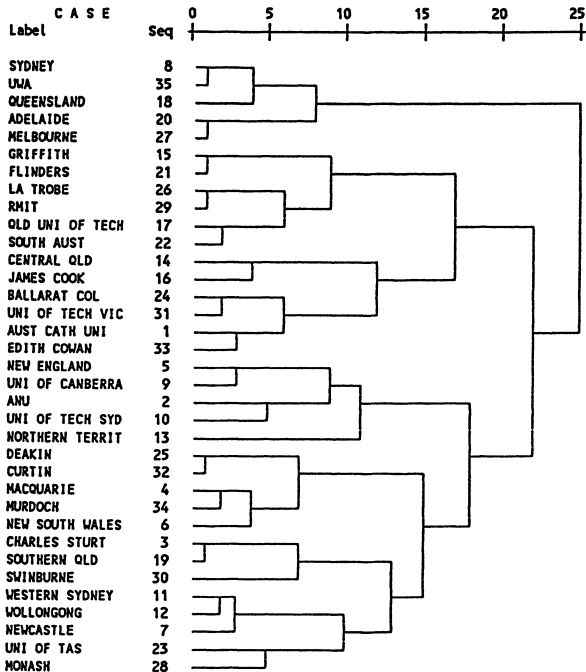 C A S E 0 5 10 15 20 25
Label Seq
SYDNEY 8
UWA 35
QUEENSLAND 18
ADELAIDE 20
MELBOURNE 27
GRIFFITH 15
FLINDERS 21
LA TROBE 26
RMIT 29
QLD UNI OF TECH 17
SOUTH AUST 22
CENTRAL QLD 14
JAMES COOK 16
BALLARAT COL 24
UNI OF TECH VIC 31
AUST CATH UNI 1
EDITH COWAN 33
NEW ENGLAND 5
UNI OF CANBERRA 9
ANU 2
UNI OF TECH SYD 10
NORTHERN TERRIT 13
DEAKIN 25
CURTIN 32
MACQUARIE 4
MURDOCH 34
NEW SOUTH WALES 6
CHARLES STURT 3
SOUTHERN QLD 19
SWINBURNE 30
WESTERN SYDNEY 11
WOLLONGONG 12
NEWCASTLE 7
UNI OF TAS 23
MONASH 28